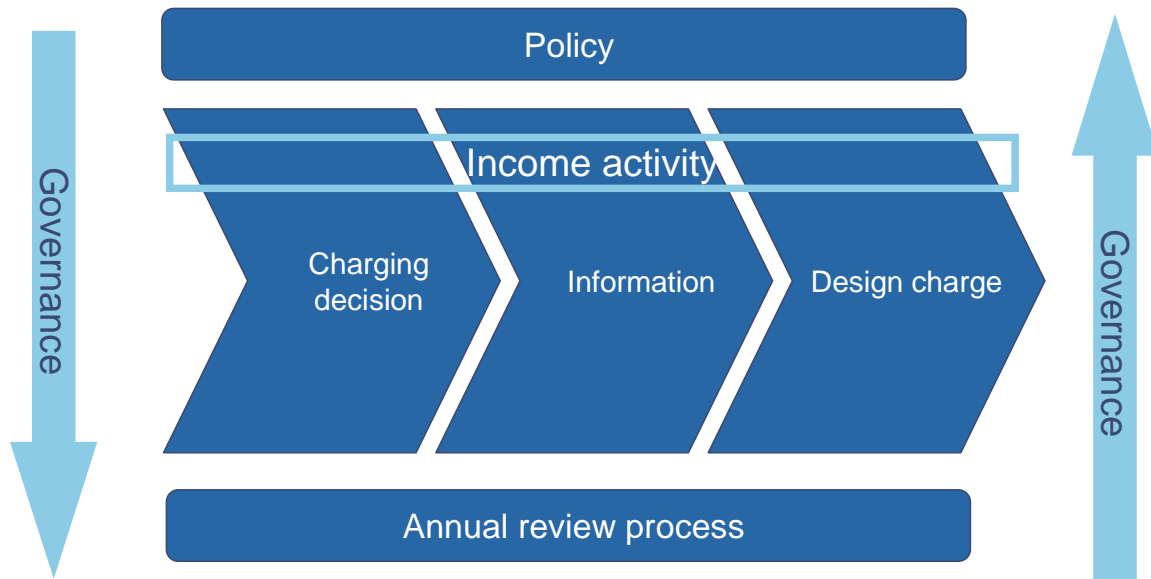 Policy
Governance
Income activity
Charging
decision
Information
Design charge
Governance
Annual review process